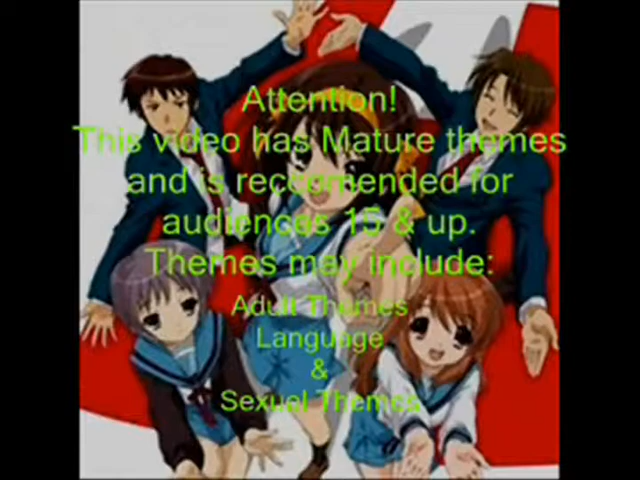 Attention!
This video has Mature themes
and is reccomended for
audiences 15 & up.
Themes may include:
Adult Themes
Language
&
Sexuel Themes